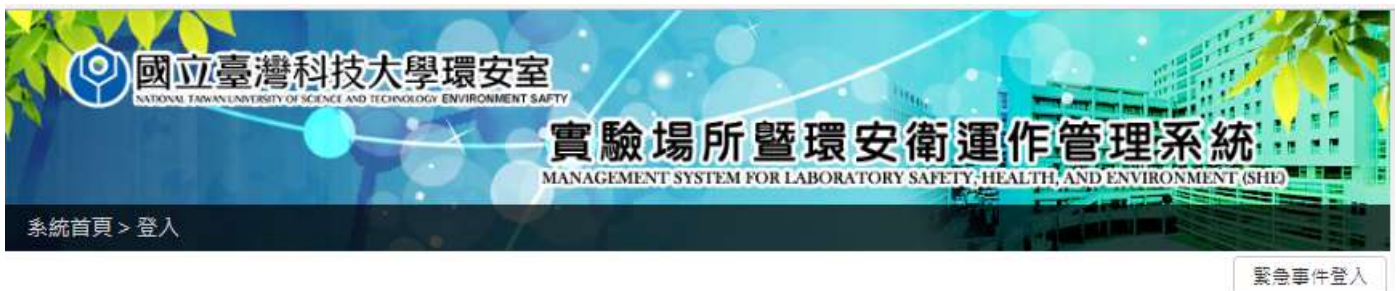 國立臺灣科技大學環安室
NATIONAL TAIWAN UNIVERSITY OF SCIENCE AND TECHNOLOGY ENVIRONMENT SAFTY
實驗場所暨環安衛運作管理系統
MANAGEMENT SYSTEM FOR LABORATORY SAFETY, HEALTH, AND ENVIRONMENT (SHE)
系統首頁 > 登入
緊急事件登入